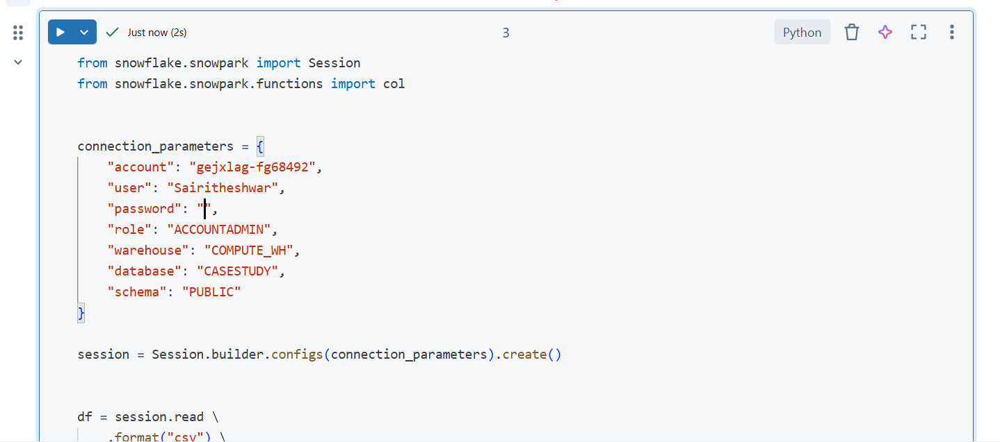 Just now (2s)
3
Python
from snowflake.snowpark import Session
from snowflake.snowpark.functions import col
connection_parameters = {
    "account": "gejxlag-fg68492",
    "user": "Sairitheshwar",
    "password": "",
    "role": "ACCOUNTADMIN",
    "warehouse": "COMPUTE_WH",
    "database": "CASESTUDY",
    "schema": "PUBLIC"
}
session = Session.builder.configs(connection_parameters).create()
df = session.read \
    .format("csv") \